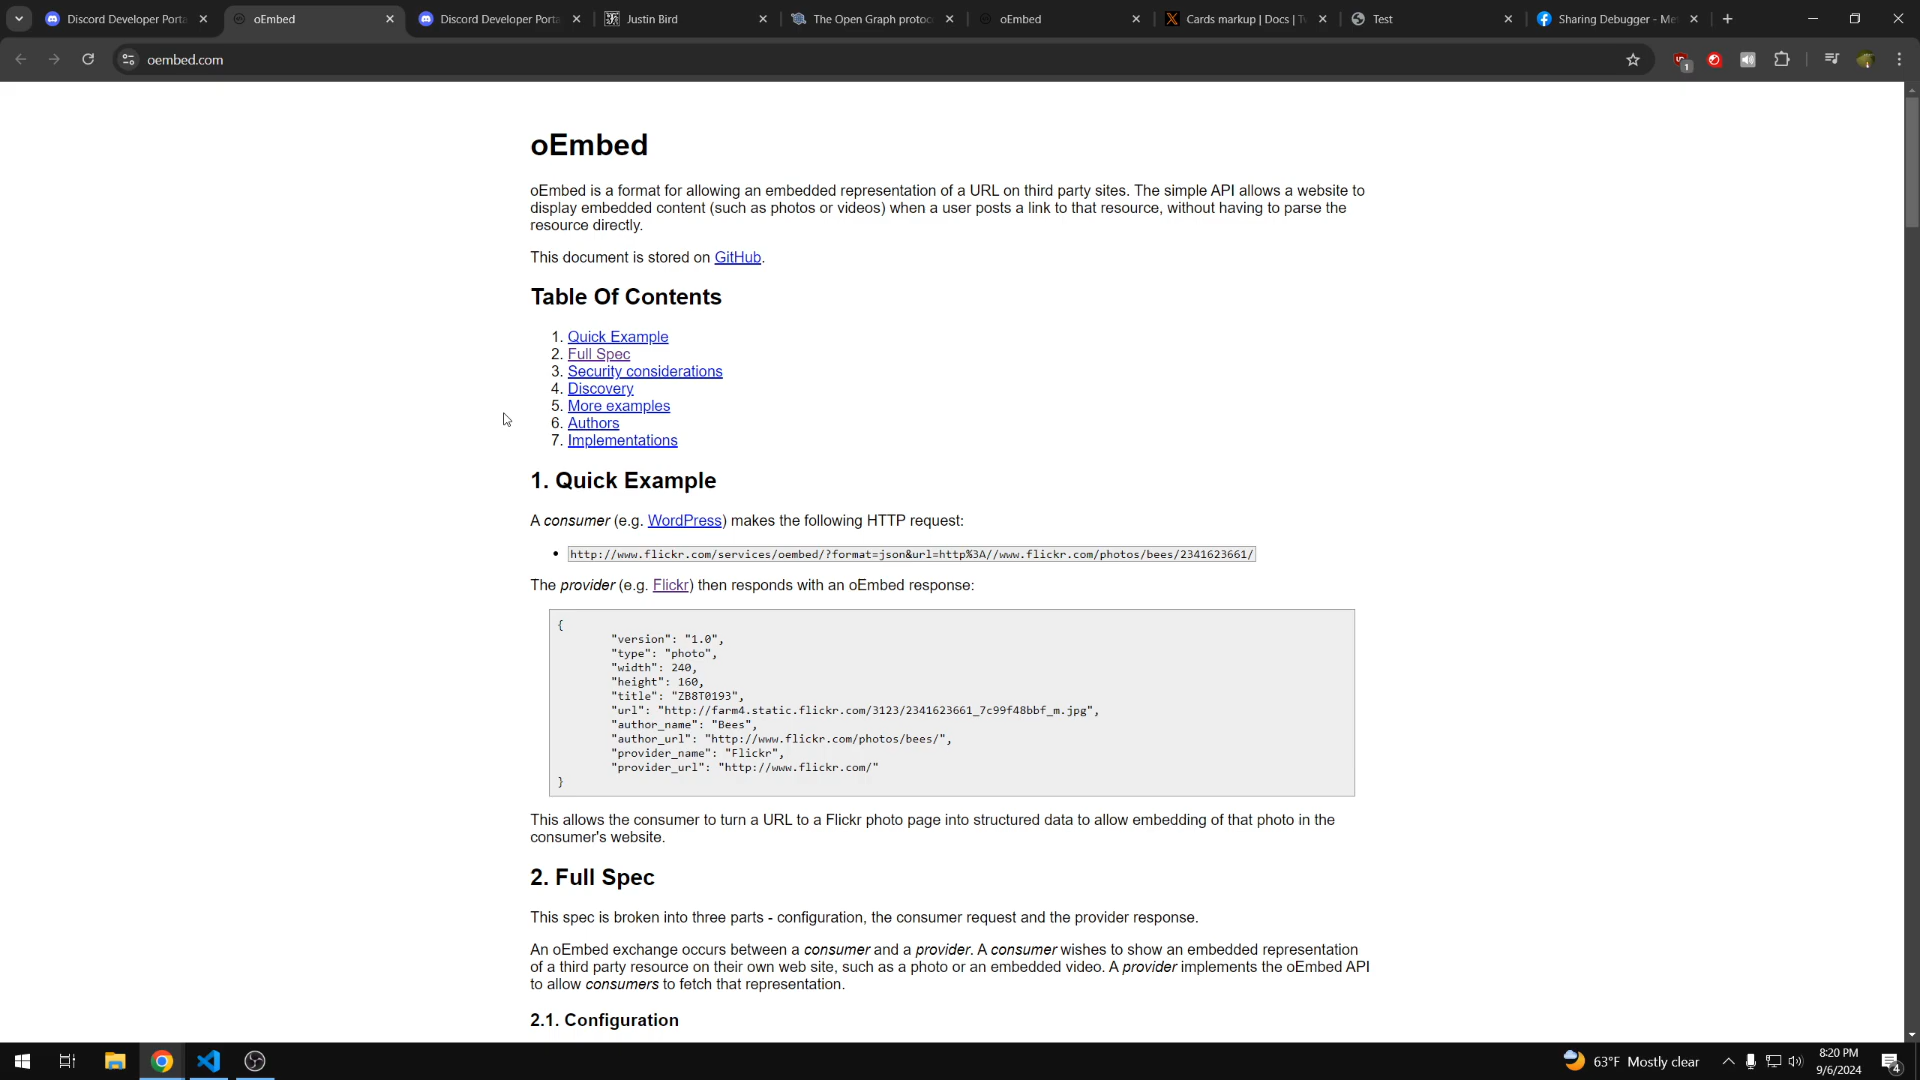 Discord Developer Porta
oEmbed
Discord Developer Porta
Justin Bird
The Open Graph protoc
oEmbed
Cards markup | Docs | Tw
Test
Sharing Debugger - Me
oembed.com
1
oEmbed
oEmbed is a format for allowing an embedded representation of a URL on third party sites. The simple API allows a website to
display embedded content (such as photos or videos) when a user posts a link to that resource, without having to parse the
resource directly.
This document is stored on GitHub.
Table Of Contents
1. Quick Example
2. Full Spec
3. Security considerations
4. Discovery
5. More examples
6. Authors
7. Implementations
1. Quick Example
A consumer (e.g. WordPress) makes the following HTTP request:
• http://www.flickr.com/services/oembed/?format=json&url=http%3A//www.flickr.com/photos/bees/2341623661/
The provider (e.g. Flickr) then responds with an oEmbed response:
{
"version": "1.0",
"type": "photo",
"width": 240,
"height": 160,
"title": "ZB8T0193",
"url": "http://farm4.static.flickr.com/3123/2341623661_7c99f48bbf_m.jpg",
"author_name": "Bees",
"author_url": "http://www.flickr.com/photos/bees/",
"provider_name": "Flickr",
"provider_url": "http://www.flickr.com/"
}
This allows the consumer to turn a URL to a Flickr photo page into structured data to allow embedding of that photo in the
consumer's website.
2. Full Spec
This spec is broken into three parts - configuration, the consumer request and the provider response.
An oEmbed exchange occurs between a consumer and a provider. A consumer wishes to show an embedded representation
of a third party resource on their own web site, such as a photo or an embedded video. A provider implements the oEmbed API
to allow consumers to fetch that representation.
2.1. Configuration
63°F Mostly clear
8:20 PM
9/6/2024
4